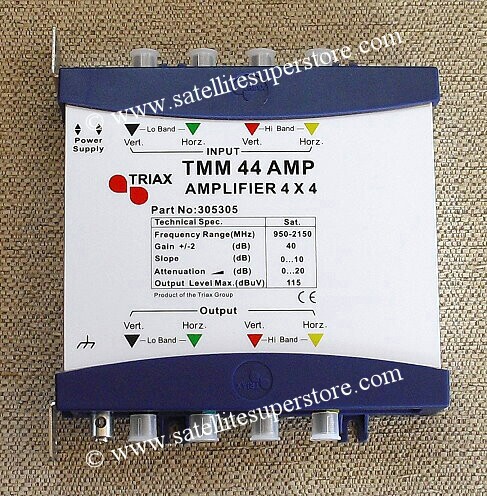 © www.satellitesuperstore.com
Lo Band
Hi Band
Power
Supply
Vert.
Horz.
Vert.
Horz.
INPUT
TRIAX
TMM 44 AMP
AMPLIFIER 4 X 4
Part No:305305
Technical Spec. Sat.
Frequency Range(MHz) 950-2150
Gain +/-2 (dB) 40
Slope (dB) 0...10
Attenuation (dB) 0...20
Output Level Max.(dBuV) 115
Product of the Triax Group
CE
Output
Vert.
Horz.
Vert.
Horz.
Lo Band
Hi Band
© www.satellitesuperstore.com